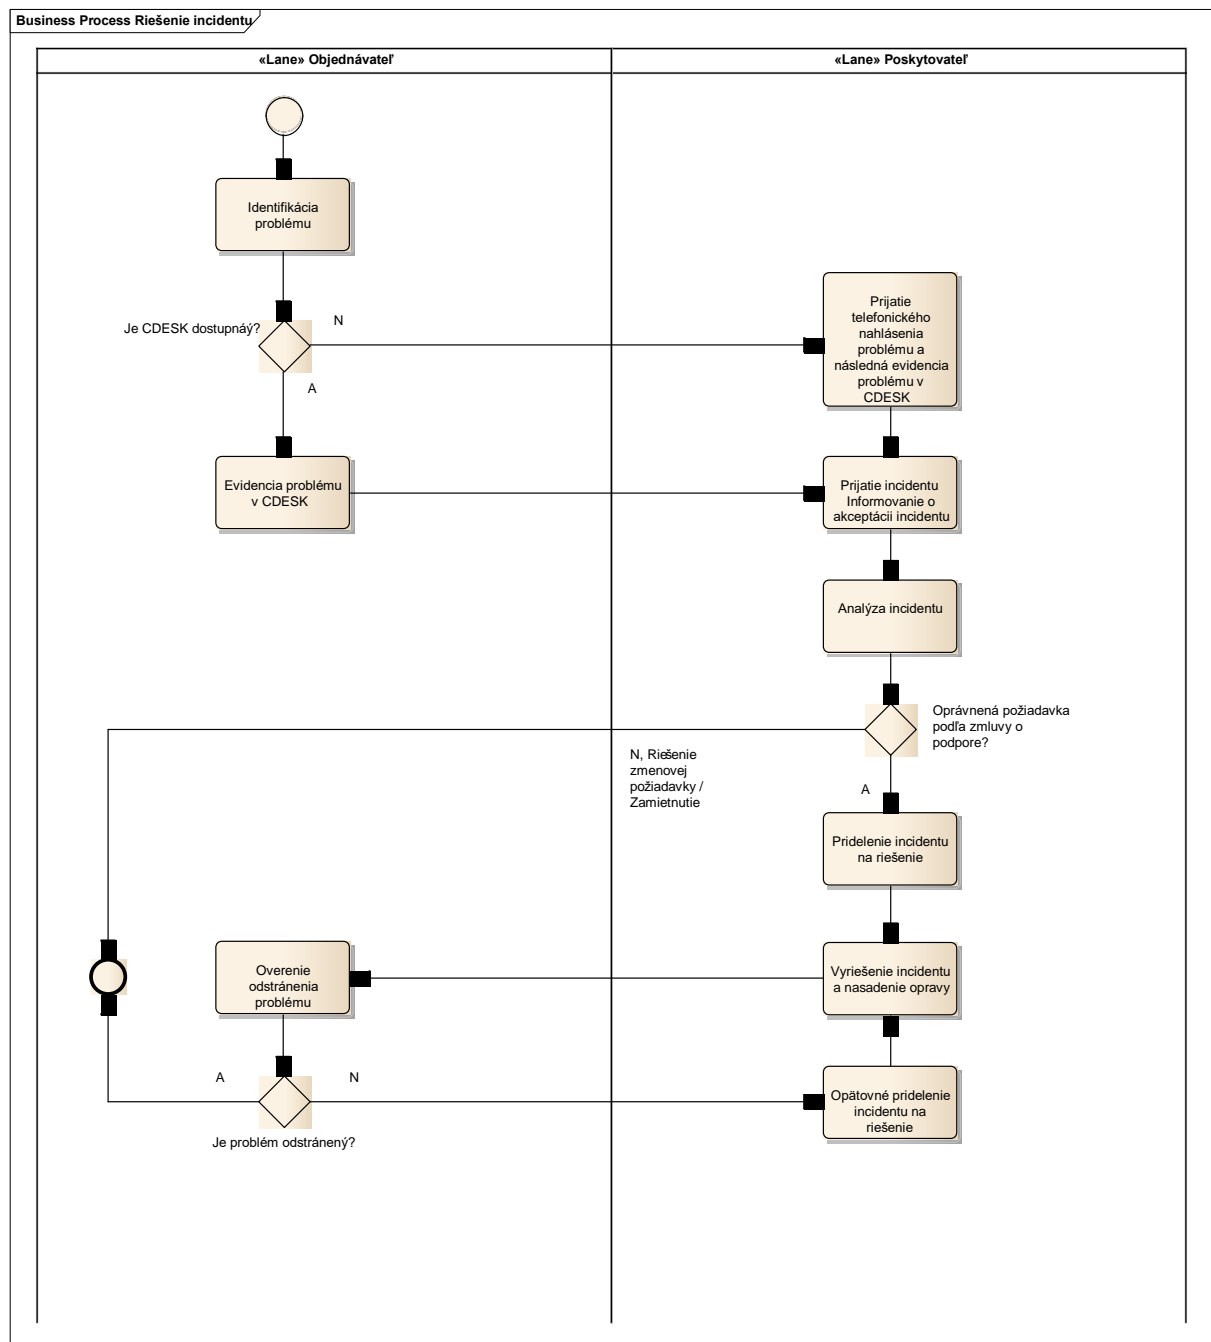 Business Process Riešenie incidentu
«Lane» Objednávateľ
«Lane» Poskytovateľ
Identifikácia
problému
Je CDESK dostupnáý?
N
A
Prijatie
telefonického
nahlásenia
problému a
následná evidencia
problému v
CDESK
Evidencia problému
v CDESK
Prijatie incidentu
Informovanie o
akceptácii incidentu
Analýza incidentu
Oprávnená požiadavka
podľa zmluvy o
podpore?
N, Riešenie
zmenovej
požiadavky /
Zamietnutie
A
Pridelenie incidentu
na riešenie
Overenie
odstránenia
problému
Vyriešenie incidentu
a nasadenie opravy
A
N
Je problém odstránený?
Opätovné pridelenie
incidentu na
riešenie